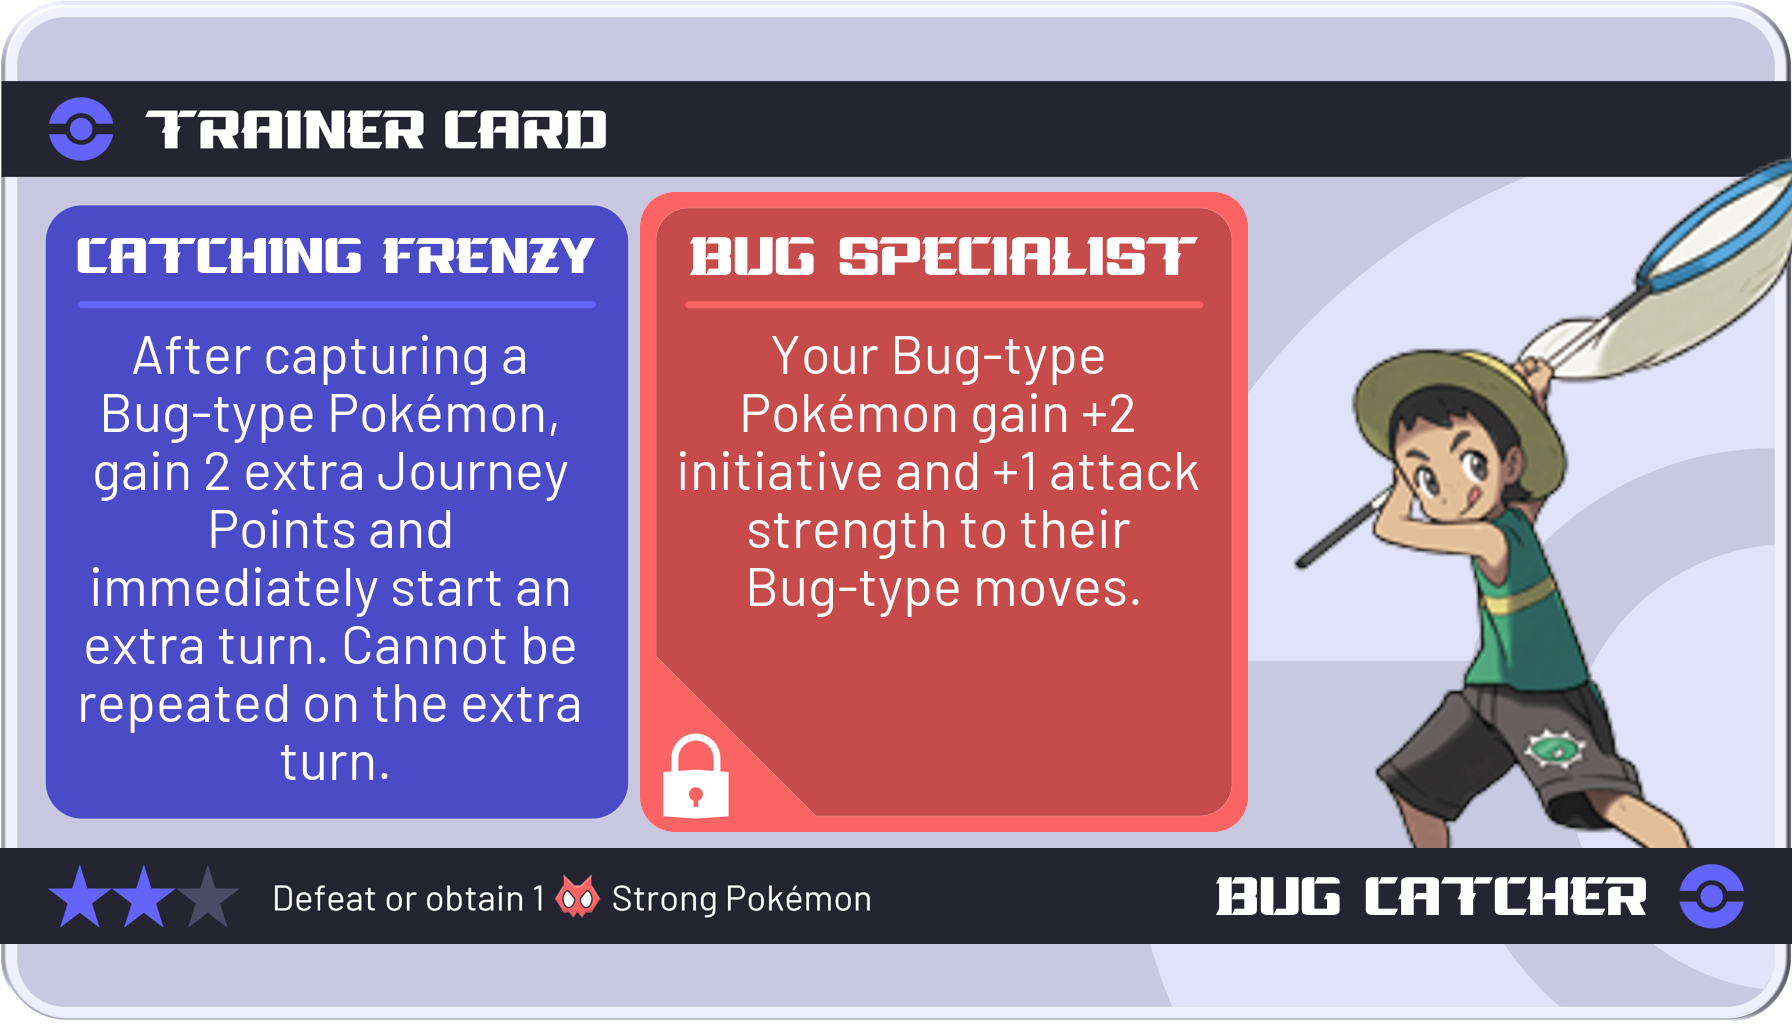 TRAINER CARD
CATCHING FRENZY
After capturing a
Bug-type Pokémon,
gain 2 extra Journey
Points and
immediately start an
extra turn. Cannot be
repeated on the extra
turn.
BUG SPECIALIST
Your Bug-type
Pokémon gain +2
initiative and +1 attack
strength to their
Bug-type moves.
Defeat or obtain 1 Strong Pokémon
BUG CATCHER